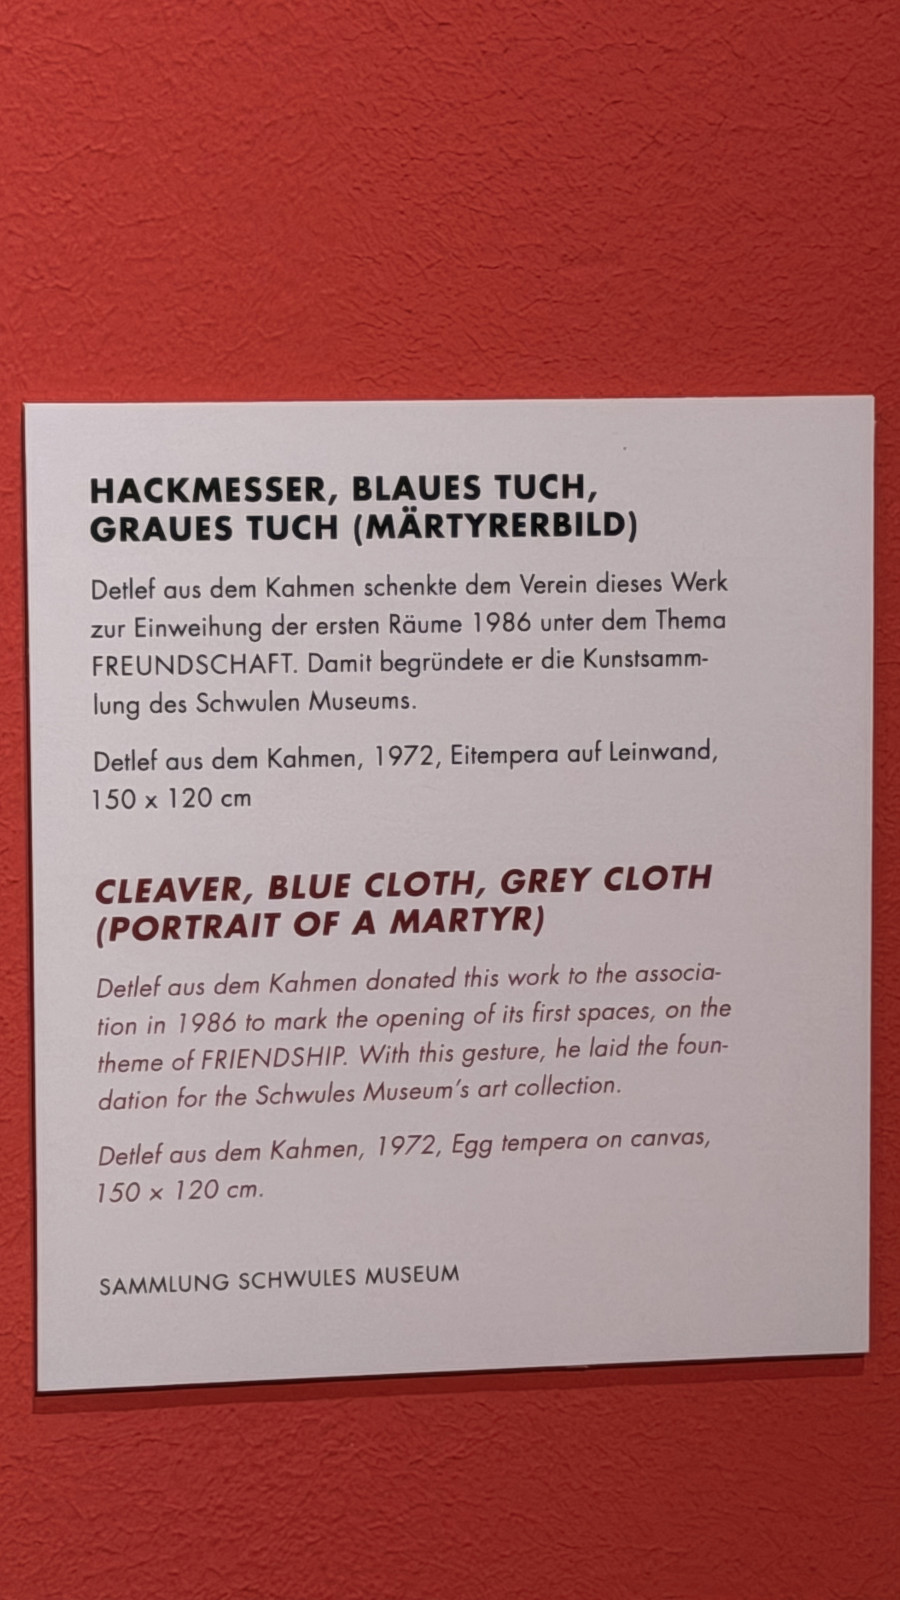 HACKMESSER, BLAUES TUCH,
GRAUES TUCH (MÄRTYRERBILD)
Detlef aus dem Kahmen schenkte dem Verein dieses Werk
zur Einweihung der ersten Räume 1986 unter dem Thema
FREUNDSCHAFT. Damit begründete er die Kunstsamm-
lung des Schwulen Museums.
Detlef aus dem Kahmen, 1972, Eitempera auf Leinwand,
150 x 120 cm
CLEAVER, BLUE CLOTH, GREY CLOTH
(PORTRAIT OF A MARTYR)
Detlef aus dem Kahmen donated this work to the associa-
tion in 1986 to mark the opening of its first spaces, on the
theme of FRIENDSHIP. With this gesture, he laid the foun-
dation for the Schwules Museum's art collection.
Detlef aus dem Kahmen, 1972, Egg tempera on canvas,
150 x 120 cm.
SAMMLUNG SCHWULES MUSEUM